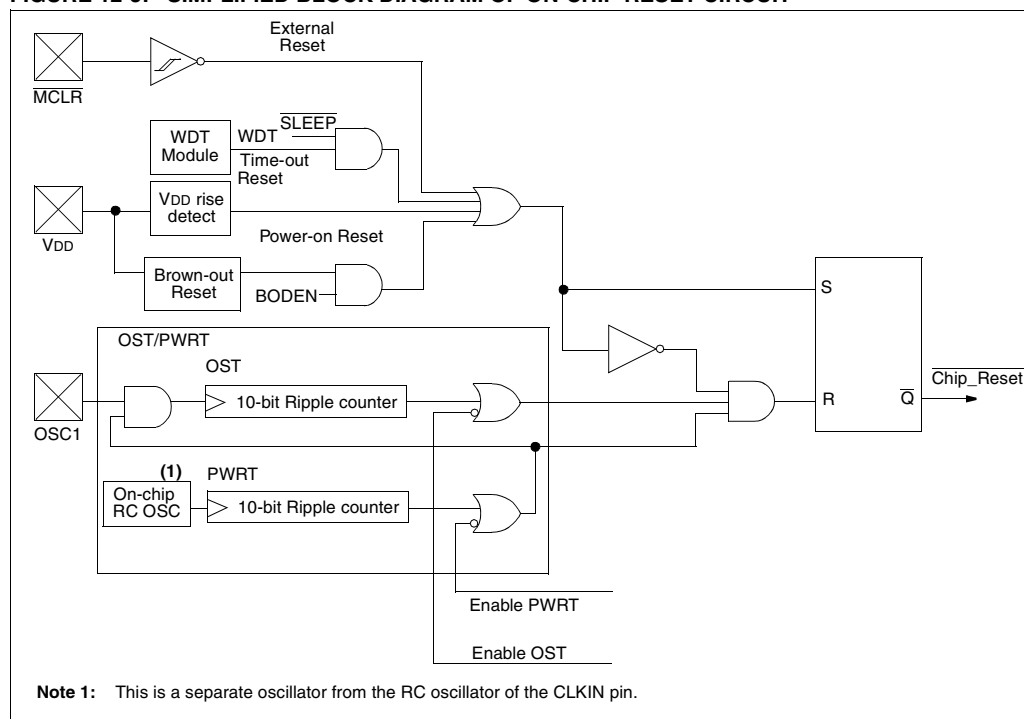 SIMPLIFIED BLOCK DIAGRAM OF ON-CHIP RESET CIRCUIT
External
Reset
MCLR
SLEEP
WDT
Module
WDT
Time-out
Reset
VDD rise
detect
VDD
Power-on Reset
Brown-out
Reset
BODEN
S
OST/PWRT
OST
10-bit Ripple counter
OSC1
R
Q
Chip_Reset
(1)
PWRT
On-chip
RC OSC
10-bit Ripple counter
Enable PWRT
Enable OST
Note 1: This is a separate oscillator from the RC oscillator of the CLKIN pin.